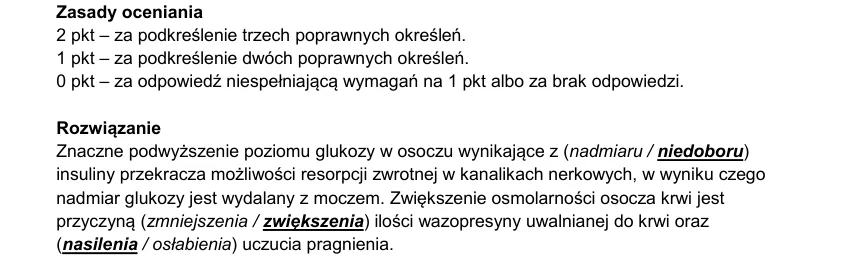 Zasady oceniania
2 pkt – za podkreślenie trzech poprawnych określeń.
1 pkt – za podkreślenie dwóch poprawnych określeń.
0 pkt – za odpowiedź niespełniającą wymagań na 1 pkt albo za brak odpowiedzi.
Rozwiązanie
Znaczne podwyższenie poziomu glukozy w osoczu wynikające z (nadmiaru / niedoboru)
insuliny przekracza możliwości resorpcji zwrotnej w kanalikach nerkowych, w wyniku czego
nadmiar glukozy jest wydalany z moczem. Zwiększenie osmolarności osocza krwi jest
przyczyną (zmniejszenia / zwiększenia) ilości wazopresyny uwalnianej do krwi oraz
(nasilenia / osłabienia) uczucia pragnienia.